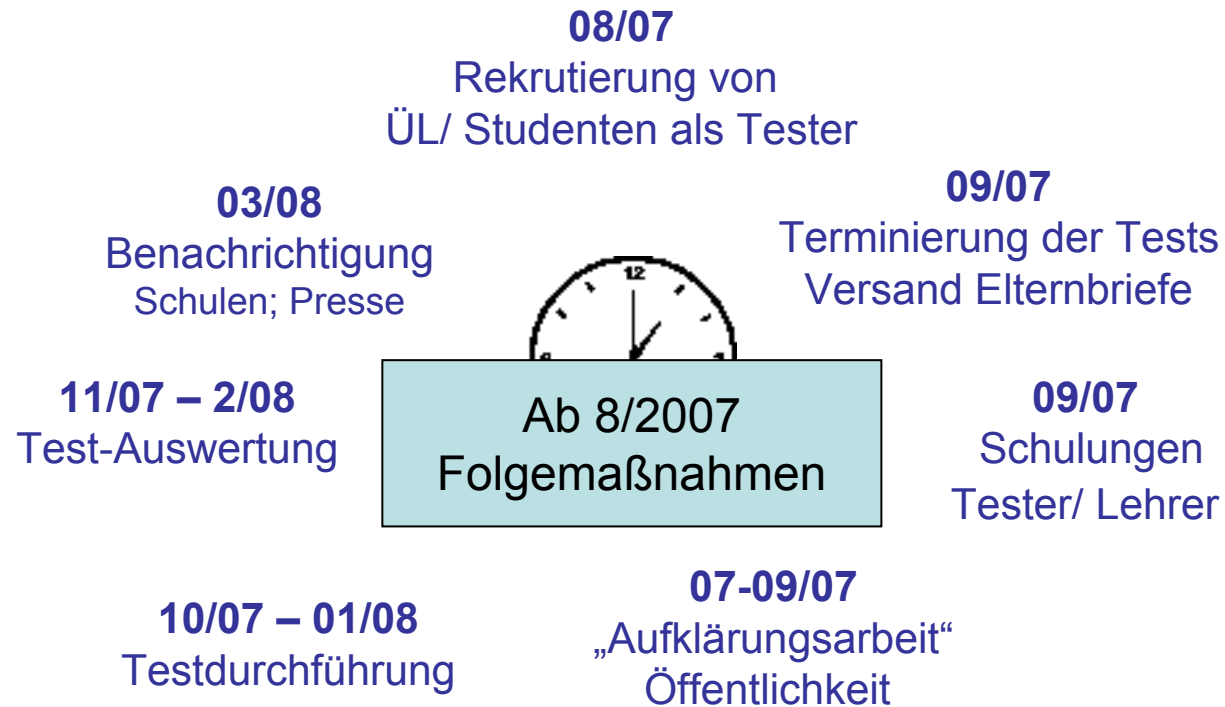 08/07
Rekrutierung von
ÜL/ Studenten als Tester
09/07
Terminierung der Tests
Versand Elternbriefe
09/07
Schulungen
Tester/ Lehrer
07-09/07
„Aufklärungsarbeit“
Öffentlichkeit
10/07 – 01/08
Testdurchführung
11/07 – 2/08
Test-Auswertung
03/08
Benachrichtigung
Schulen; Presse
12
Ab 8/2007
Folgemaßnahmen